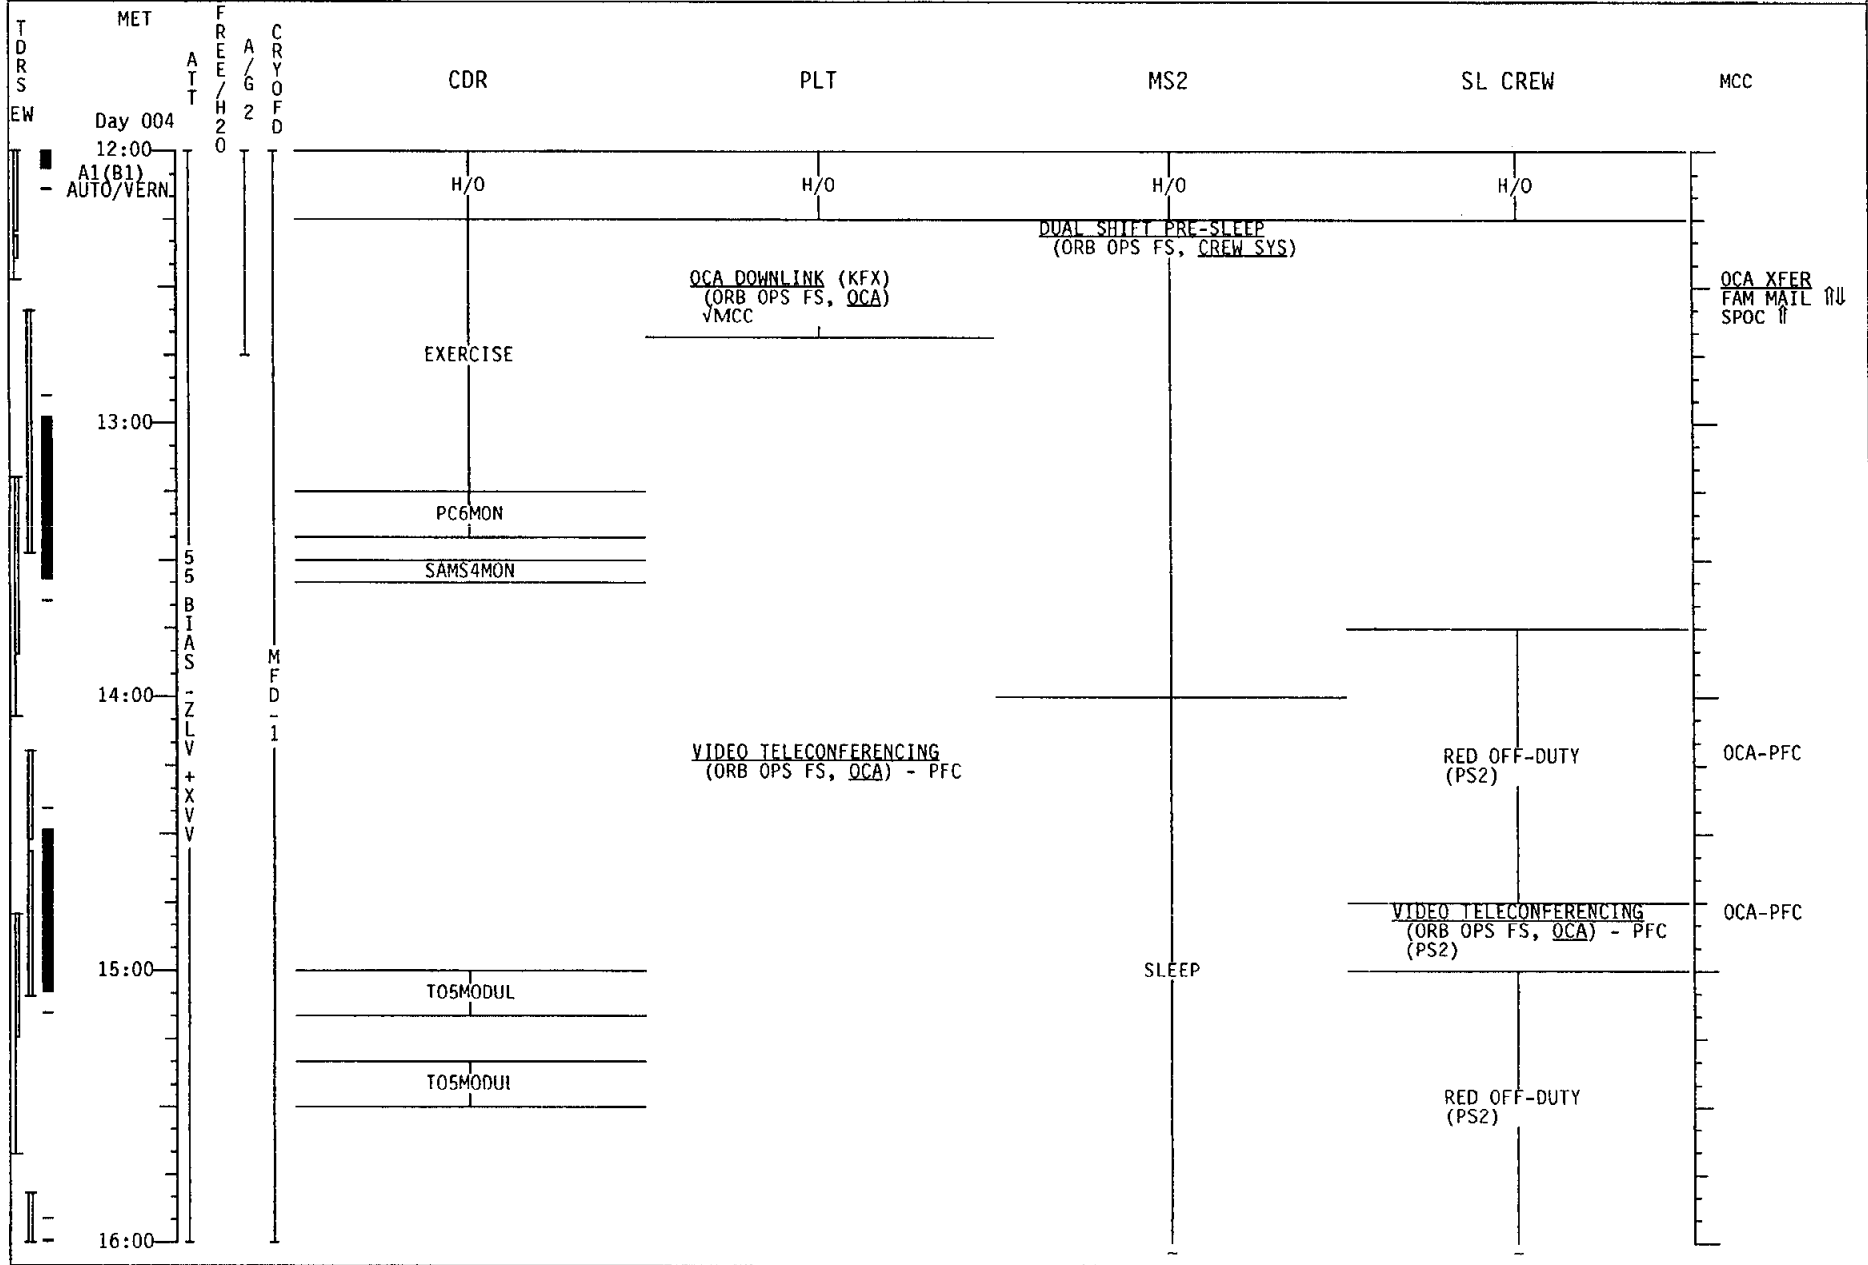 TDRS
EW
MET
Day 004
ATT
FREE/H2O
A/G 2
CRYOFD
CDR
PLT
MS2
SL CREW
MCC
12:00
A1(B1)
AUTO/VERN
H/O
H/O
H/O
H/O
DUAL SHIFT PRE-SLEEP
(ORB OPS FS, CREW SYS)
OCA DOWNLINK (KFX)
(ORB OPS FS, OCA)
√MCC
OCA XFER
FAM MAIL ⇑⇓
SPOC ⇑
EXERCISE
13:00
PC6MON
SAMS4MON
55 BIAS -ZLV +XVV
MFD-1
14:00
VIDEO TELECONFERENCING
(ORB OPS FS, OCA) - PFC
RED OFF-DUTY
(PS2)
OCA-PFC
VIDEO TELECONFERENCING
(ORB OPS FS, OCA) - PFC
(PS2)
OCA-PFC
15:00
SLEEP
TO5MODUL
TO5MODUL
RED OFF-DUTY
(PS2)
16:00
~
~